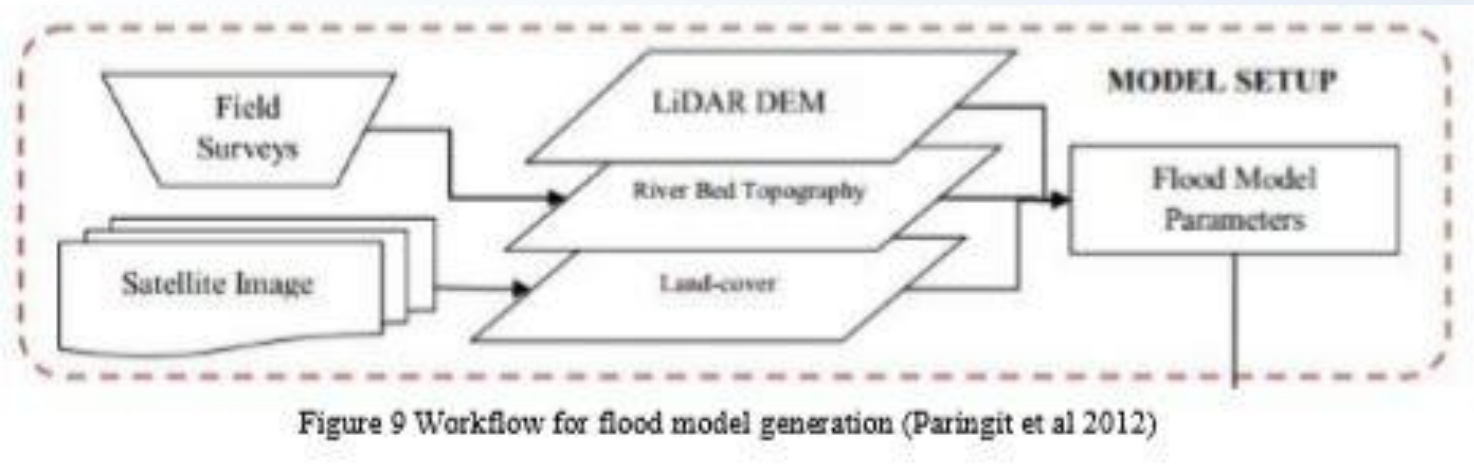 MODEL SETUP
Field
Surveys
LiDAR DEM
River Bed Topography
Flood Model
Parameters
Satellite Image
Land-cover
Figure 9 Workflow for flood model generation (Paringit et al 2012)